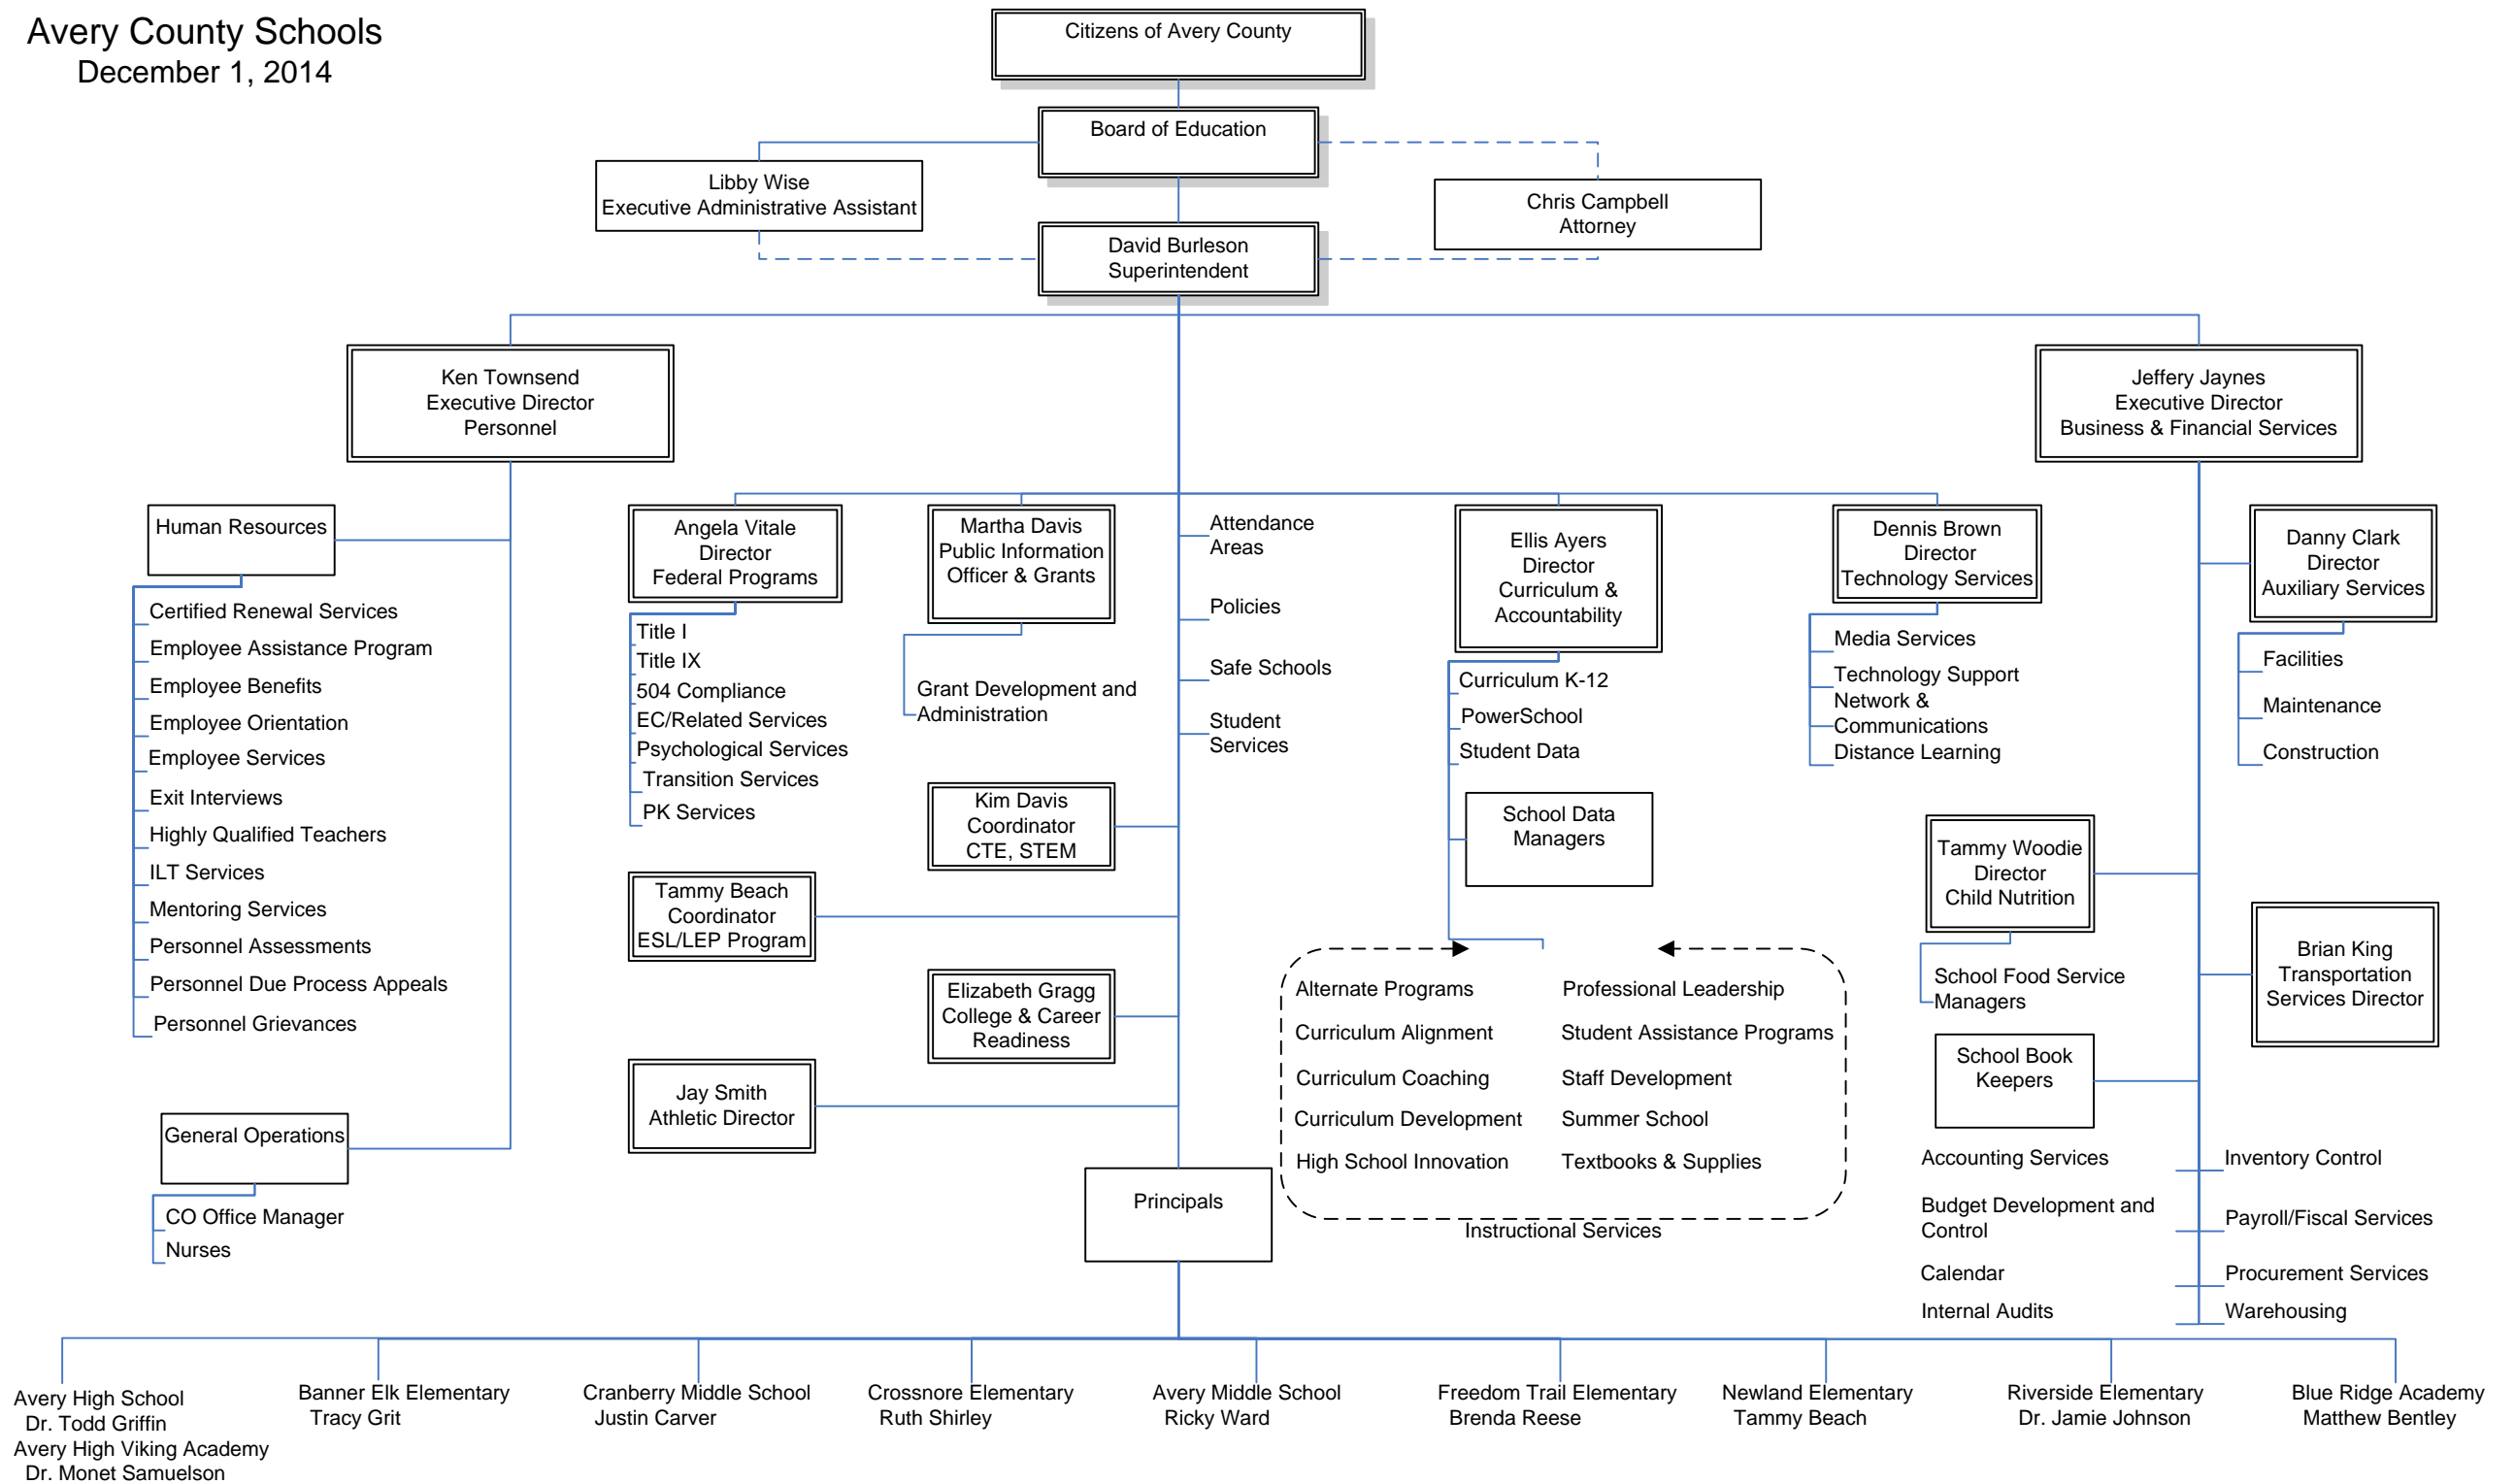 Avery County Schools
December 1, 2014
Citizens of Avery County
Board of Education
Libby Wise
Executive Administrative Assistant
Chris Campbell
Attorney
David Burleson
Superintendent
Ken Townsend
Executive Director
Personnel
Jeffery Jaynes
Executive Director
Business & Financial Services
Human Resources
Certified Renewal Services
Employee Assistance Program
Employee Benefits
Employee Orientation
Employee Services
Exit Interviews
Highly Qualified Teachers
ILT Services
Mentoring Services
Personnel Assessments
Personnel Due Process Appeals
Personnel Grievances
General Operations
CO Office Manager
Nurses
Angela Vitale
Director
Federal Programs
Title I
Title IX
504 Compliance
EC/Related Services
Psychological Services
Transition Services
PK Services
Martha Davis
Public Information
Officer & Grants
Grant Development and
Administration
Attendance
Areas
Policies
Safe Schools
Student
Services
Kim Davis
Coordinator
CTE, STEM
Tammy Beach
Coordinator
ESL/LEP Program
Elizabeth Gragg
College & Career
Readiness
Jay Smith
Athletic Director
Ellis Ayers
Director
Curriculum &
Accountability
Curriculum K-12
PowerSchool
Student Data
School Data
Managers
Alternate Programs
Curriculum Alignment
Curriculum Coaching
Curriculum Development
High School Innovation
Professional Leadership
Student Assistance Programs
Staff Development
Summer School
Textbooks & Supplies
Instructional Services
Dennis Brown
Director
Technology Services
Media Services
Technology Support
Network &
Communications
Distance Learning
Danny Clark
Director
Auxiliary Services
Facilities
Maintenance
Construction
Tammy Woodie
Director
Child Nutrition
School Food Service
Managers
Brian King
Transportation
Services Director
School Book
Keepers
Accounting Services
Budget Development and
Control
Calendar
Internal Audits
Inventory Control
Payroll/Fiscal Services
Procurement Services
Warehousing
Principals
Avery High School
Dr. Todd Griffin
Avery High Viking Academy
Dr. Monet Samuelson
Banner Elk Elementary
Tracy Grit
Cranberry Middle School
Justin Carver
Crossnore Elementary
Ruth Shirley
Avery Middle School
Ricky Ward
Freedom Trail Elementary
Brenda Reese
Newland Elementary
Tammy Beach
Riverside Elementary
Dr. Jamie Johnson
Blue Ridge Academy
Matthew Bentley